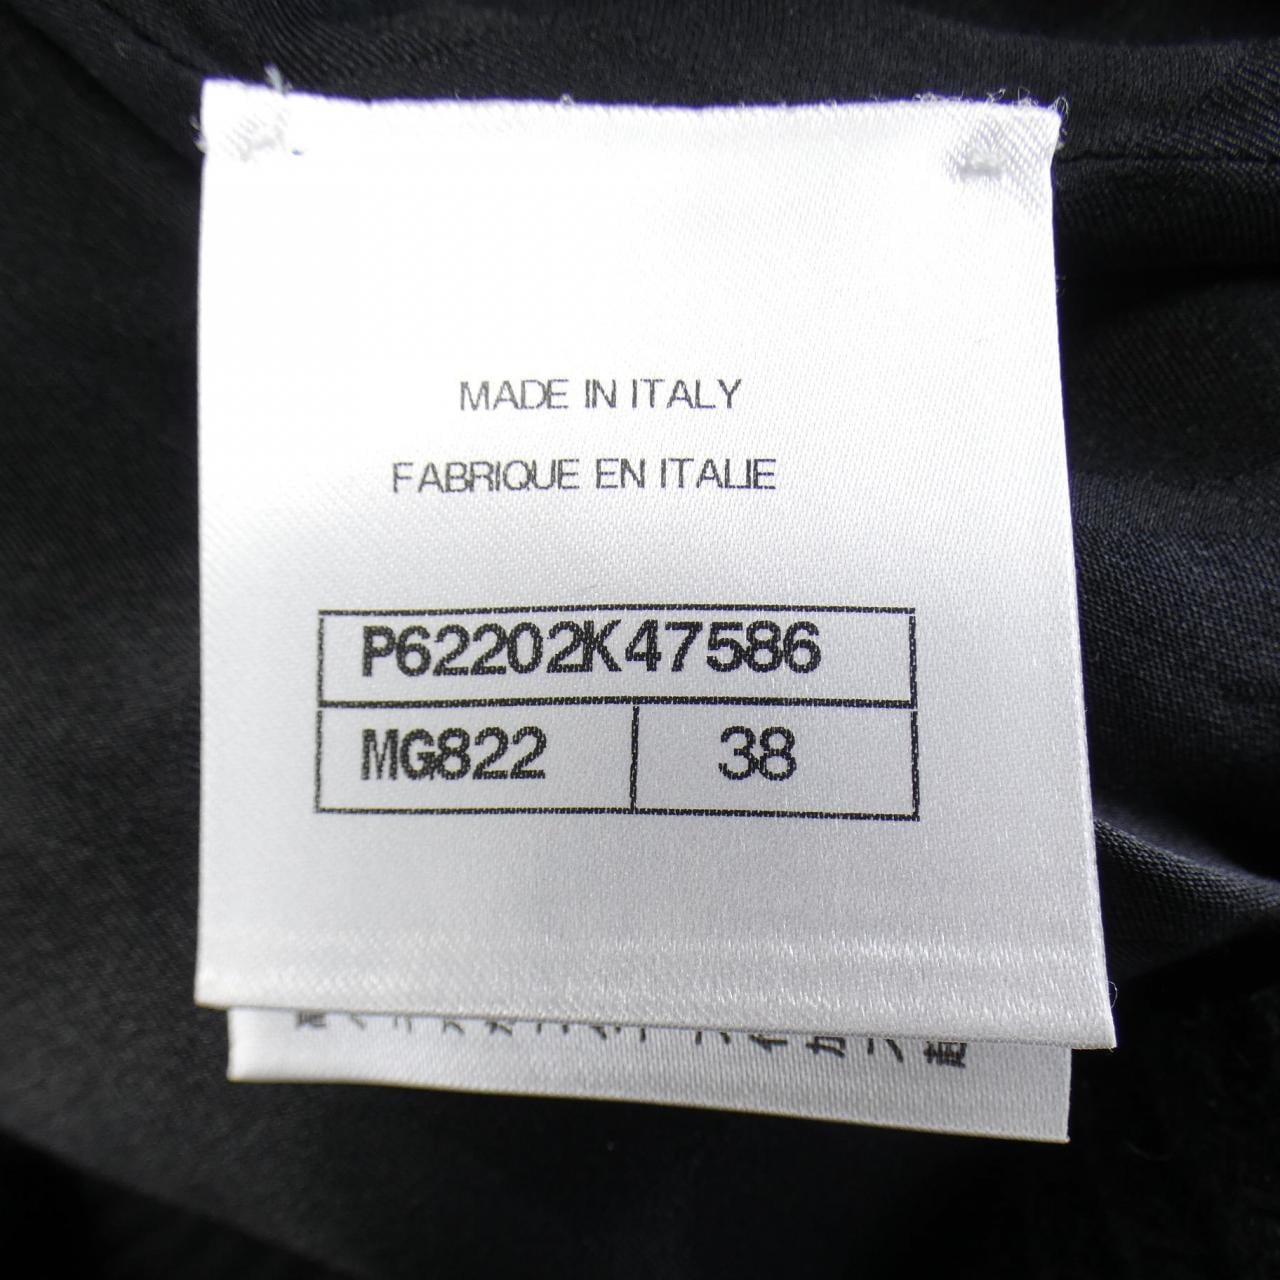 MADE IN ITALY
FABRIQUE EN ITALIE
P62202K47586
MG822 38